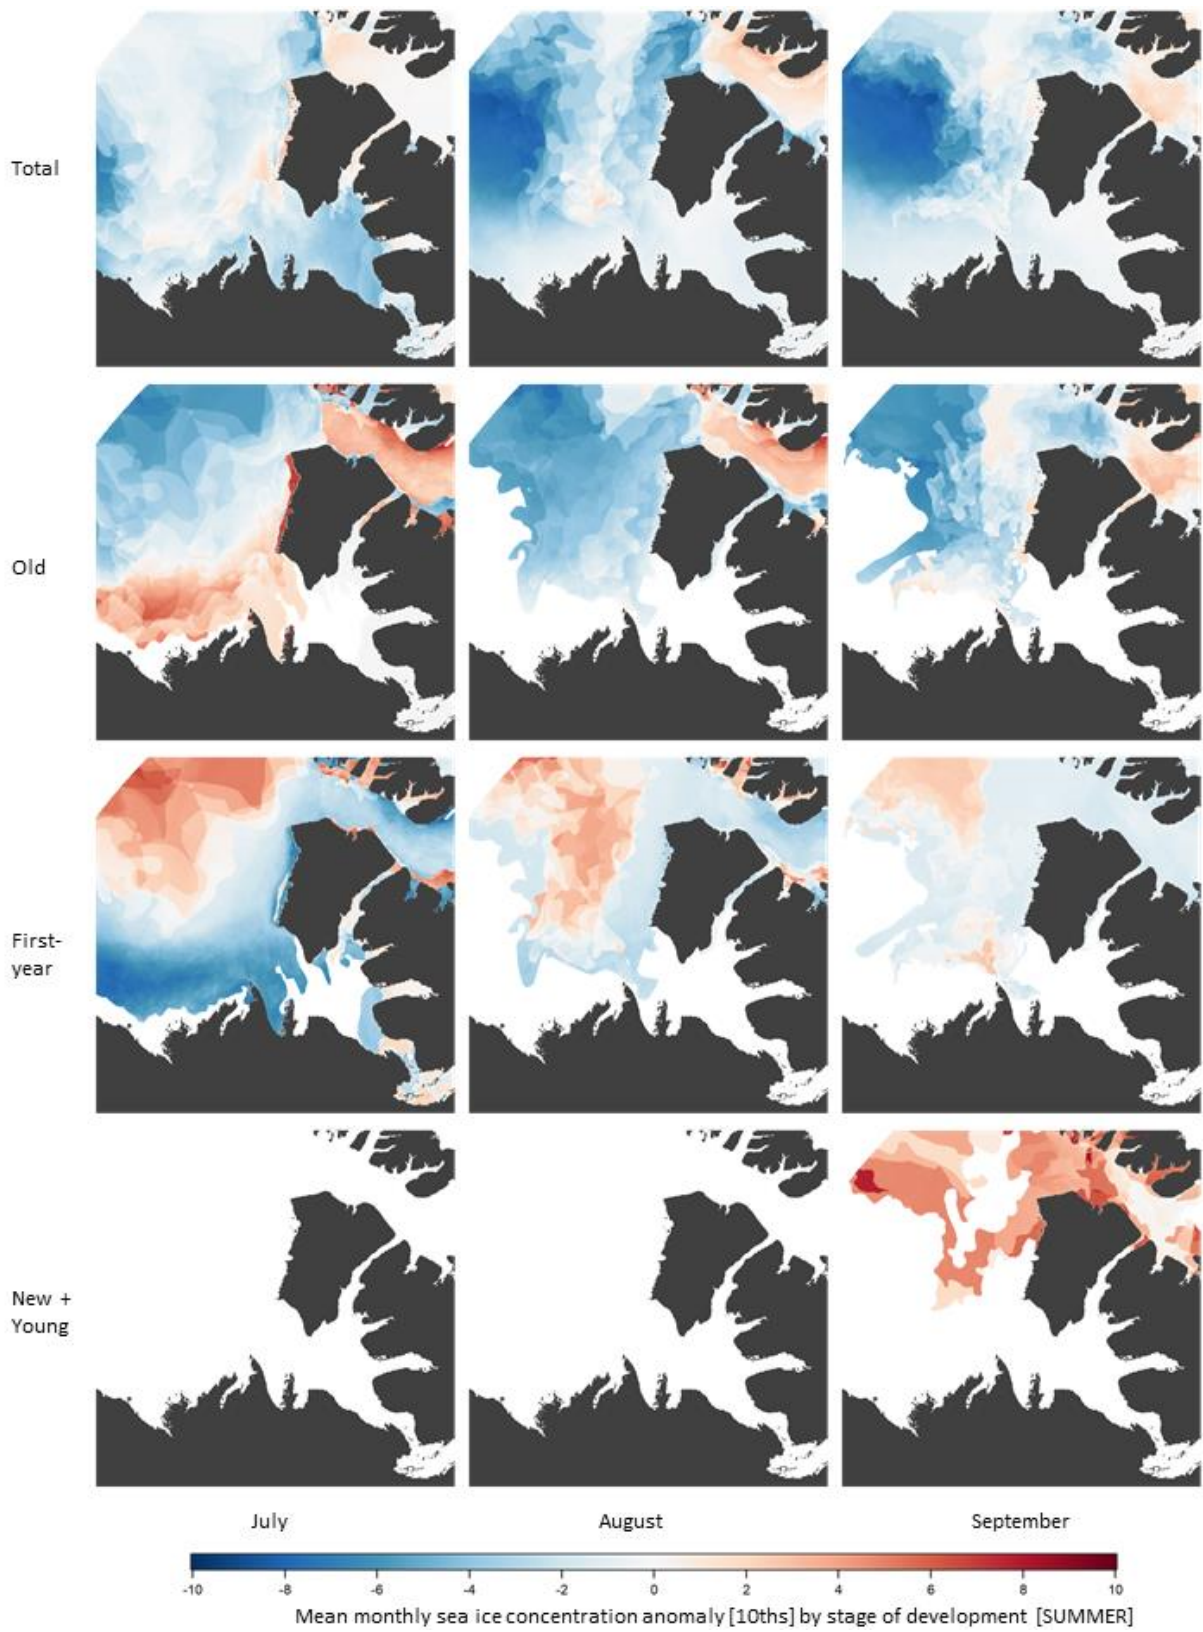 Total
Old
First-
year
New +
Young
July August September
-10 -8 -6 -4 -2 0 2 4 6 8 10
Mean monthly sea ice concentration anomaly [10ths] by stage of development [SUMMER]